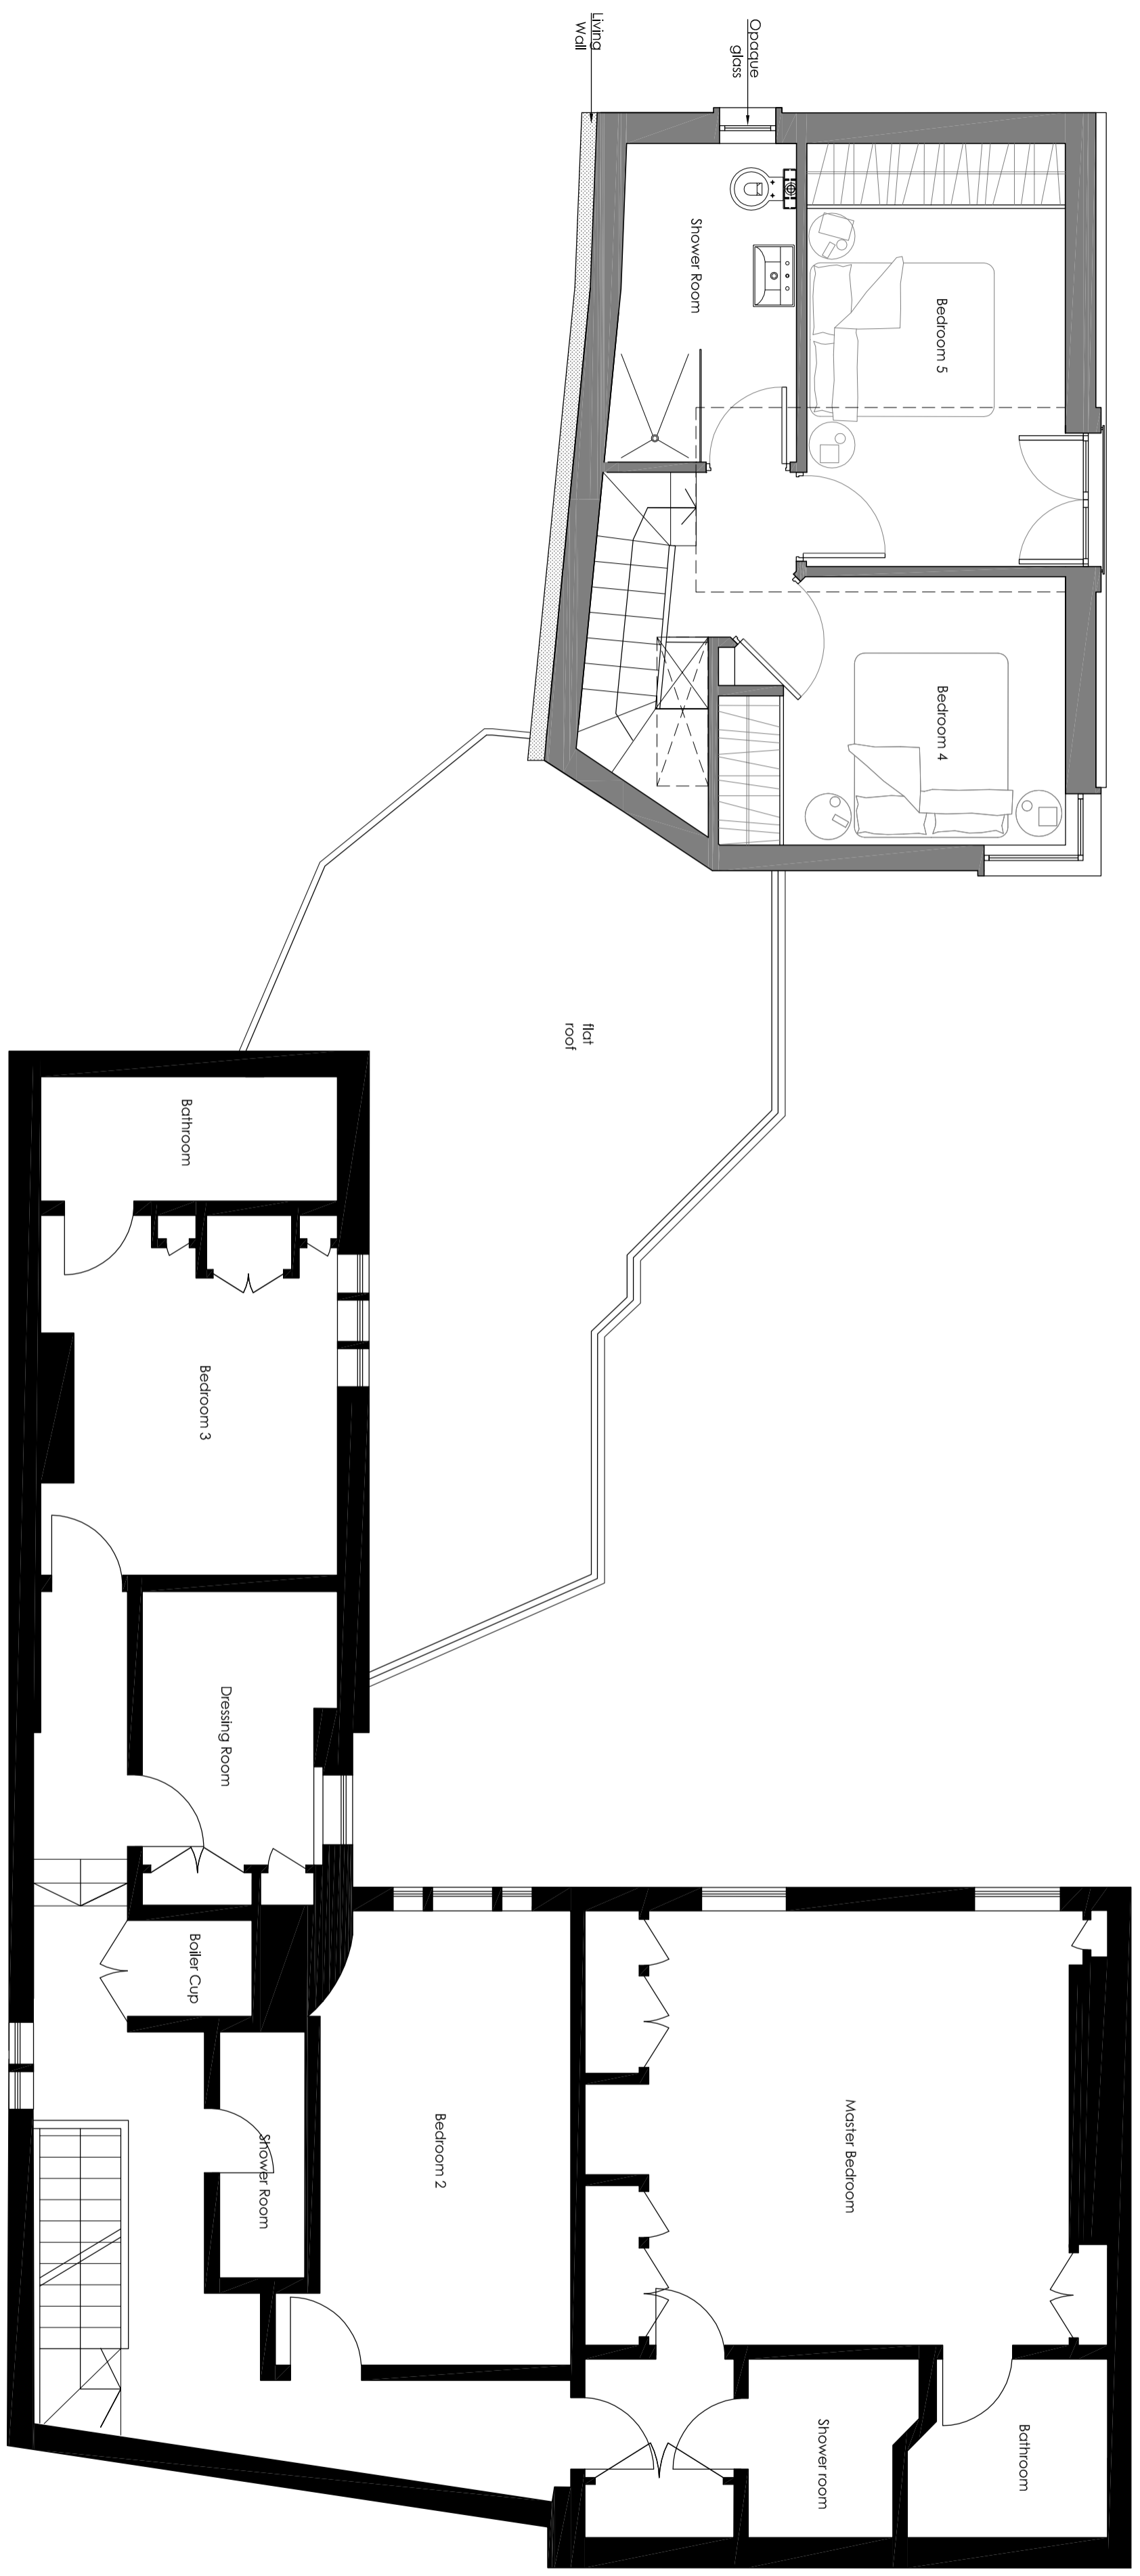 Living
Wall
Opaque
glass
Shower Room
Bedroom 5
Bedroom 4
flat
roof
Bathroom
Bedroom 3
Dressing Room
Boiler Cup
Shower Room
Bedroom 2
Master Bedroom
Shower room
Bathroom